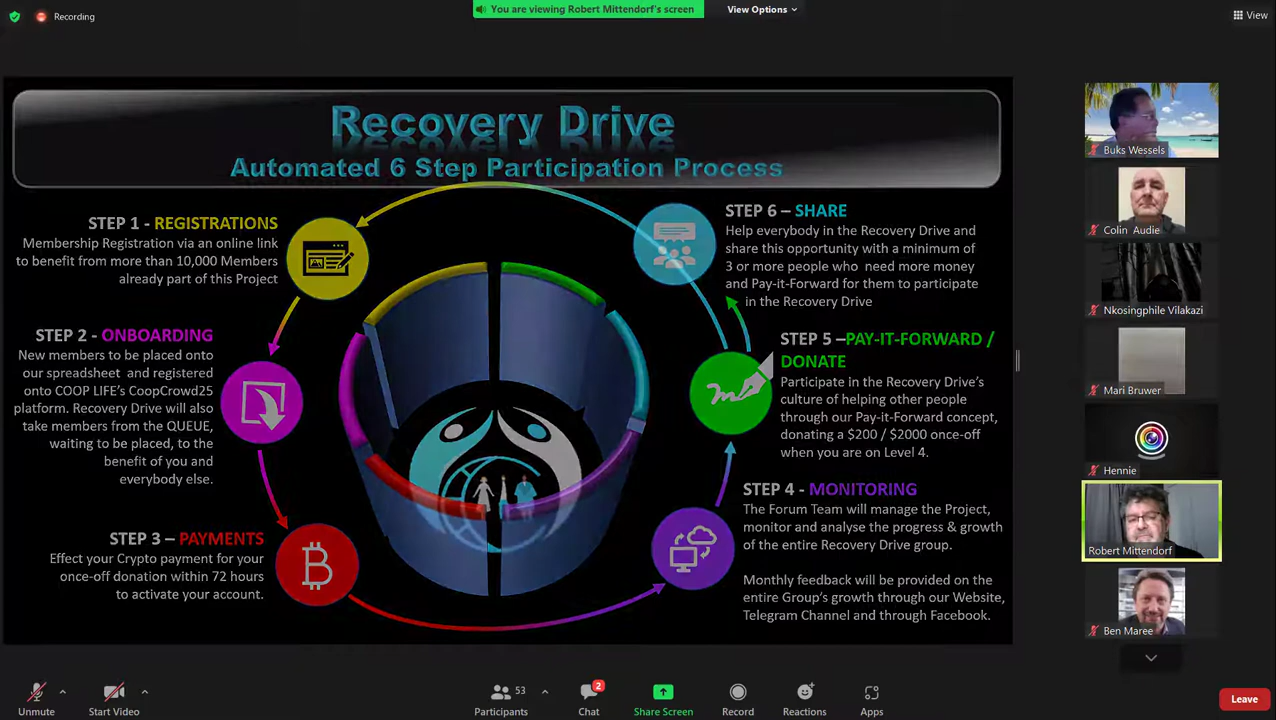 Recording
You are viewing Robert Mittendorf's screen
View Options
View
Recovery Drive
Automated 6 Step Participation Process
STEP 1 - REGISTRATIONS
Membership Registration via an online link
to benefit from more than 10,000 Members
already part of this Project
STEP 2 - ONBOARDING
New members to be placed onto
our spreadsheet and registered
onto COOP LIFE's CoopCrowd25
platform. Recovery Drive will also
take members from the QUEUE,
waiting to be placed, to the
benefit of you and
everybody else.
STEP 3 – PAYMENTS
Effect your Crypto payment for your
once-off donation within 72 hours
to activate your account.
STEP 6 – SHARE
Help everybody in the Recovery Drive and
share this opportunity with a minimum of
3 or more people who need more money
and Pay-it-Forward for them to participate
in the Recovery Drive
STEP 5 –PAY-IT-FORWARD /
DONATE
Participate in the Recovery Drive's
culture of helping other people
through our Pay-it-Forward concept,
donating a $200 / $2000 once-off
when you are on Level 4.
STEP 4 - MONITORING
The Forum Team will manage the Project,
monitor and analyse the progress & growth
of the entire Recovery Drive group.
Monthly feedback will be provided on the
entire Group's growth through our Website,
Telegram Channel and through Facebook.
Buks Wessels
Colin Audie
Nkosingphile Vilakazi
Mari Bruwer
Hennie
Robert Mittendorf
Ben Maree
Unmute
Start Video
53
Participants
2
Chat
Share Screen
Record
Reactions
Apps
Leave